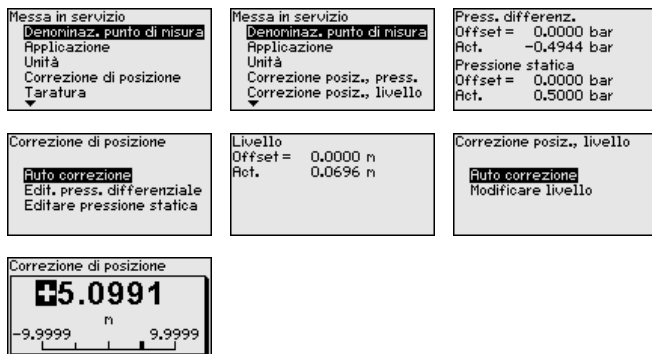 Messa in servizio
Denominaz. punto di misura
Applicazione
Unità
Correzione di posizione
Taratura
Messa in servizio
Denominaz. punto di misura
Applicazione
Unità
Correzione posiz., press.
Correzione posiz., livello
Press. differenz.
Offset = 0.0000 bar
Act. -0.4944 bar
Pressione statica
Offset = 0.0000 bar
Act. 0.5000 bar
Correzione di posizione
Auto correzione
Edit. press. differenziale
Editare pressione statica
Livello
Offset = 0.0000 m
Act. 0.0696 m
Correzione posiz., livello
Auto correzione
Modificare livello
Correzione di posizione
+5.0991
m
-9.9999 9.9999